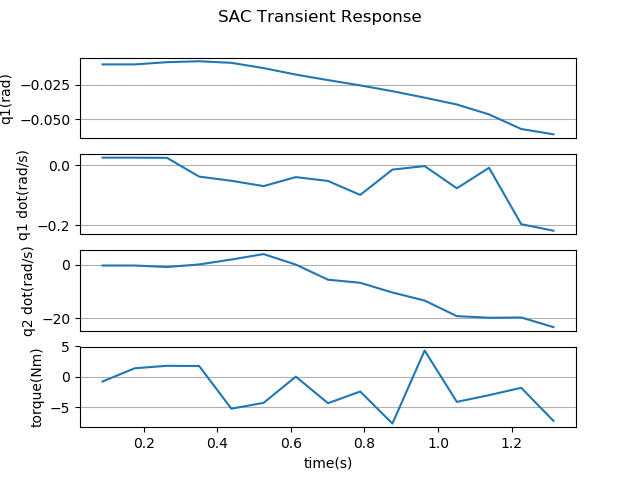 SAC Transient Response
q1(rad)
−0.025
−0.050
q1 dot(rad/s)
0.0
−0.2
q2 dot(rad/s)
0
−20
torque(Nm)
5
0
−5
0.2 0.4 0.6 0.8 1.0 1.2
time(s)